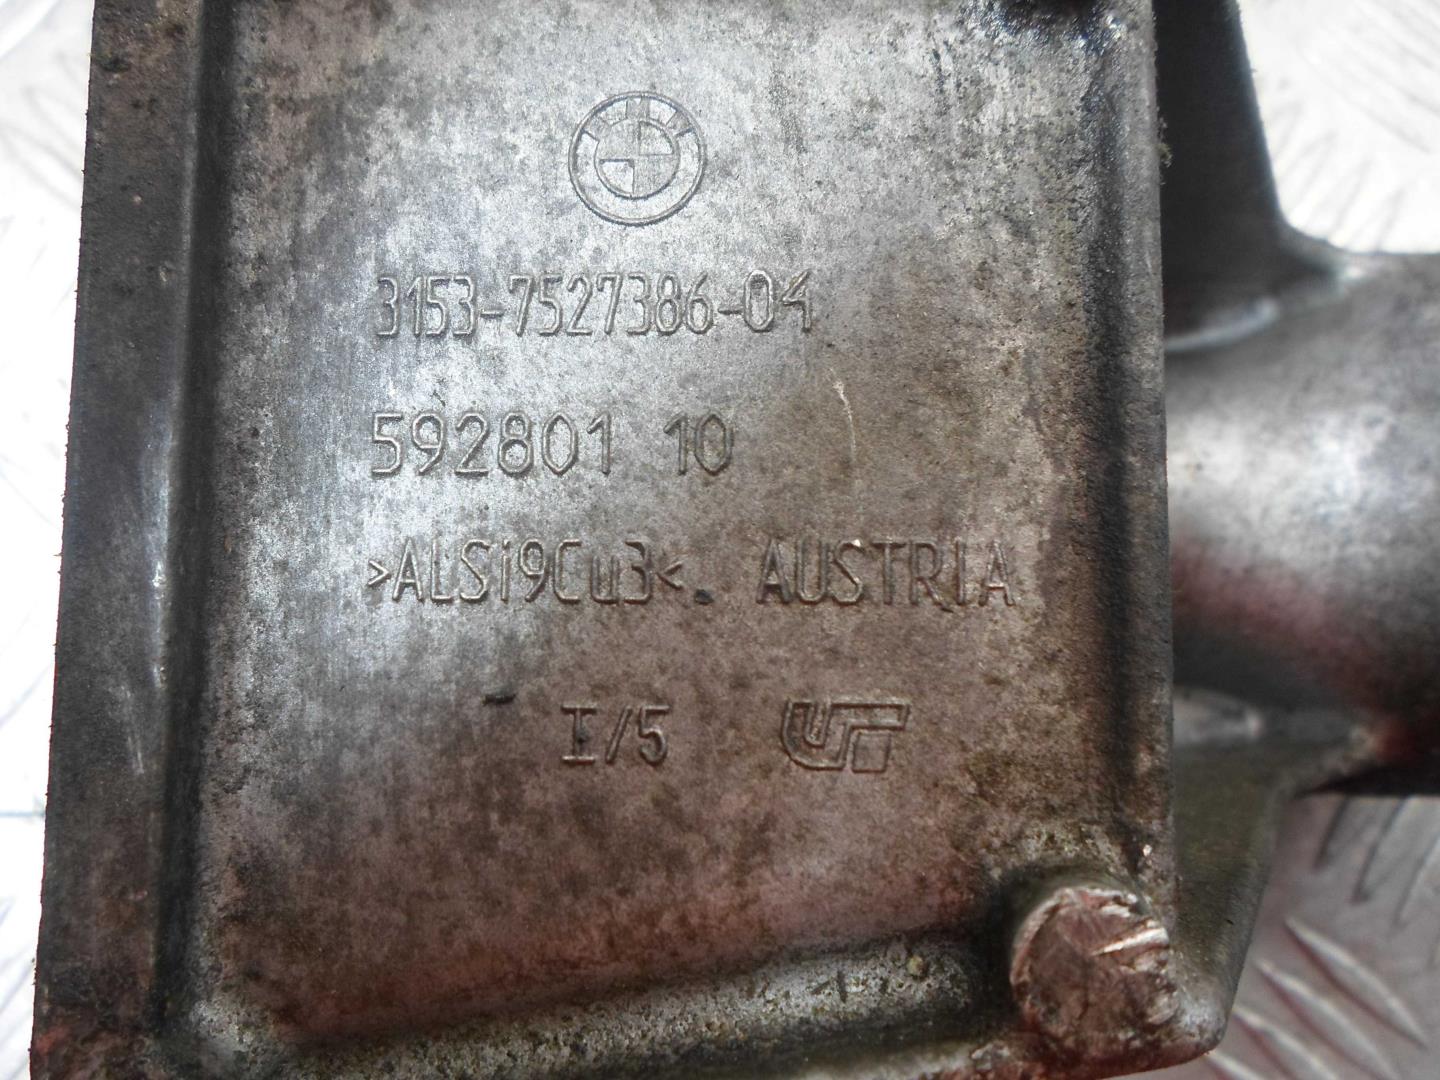 3153-7527386-04
592801 10
>ALSi9Cu3<. AUSTRIA
I/5